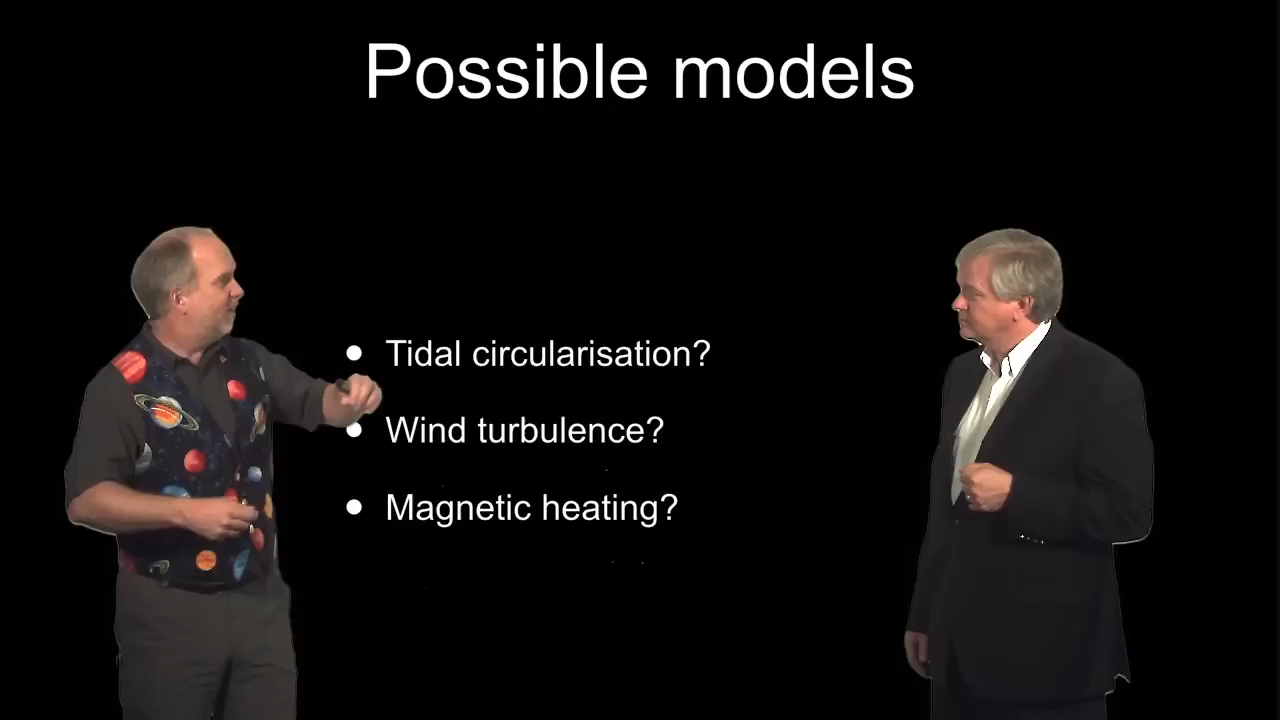 Possible models
• Tidal circularisation?
• Wind turbulence?
• Magnetic heating?